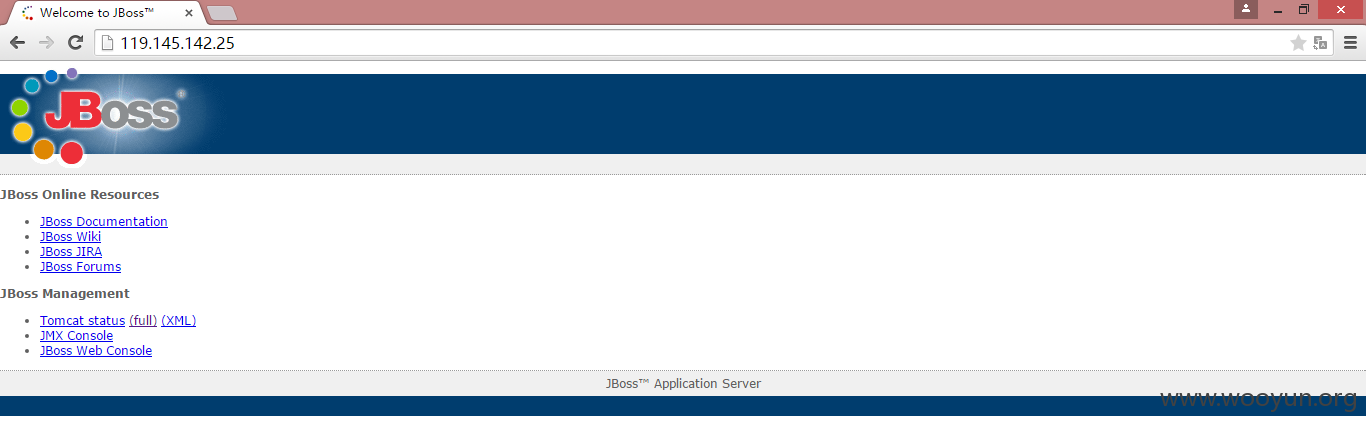 Welcome to JBoss™
119.145.142.25
JBoss®
JBoss Online Resources
JBoss Documentation
JBoss Wiki
JBoss JIRA
JBoss Forums
JBoss Management
Tomcat status (full) (XML)
JMX Console
JBoss Web Console
JBoss™ Application Server
www.wooyun.org